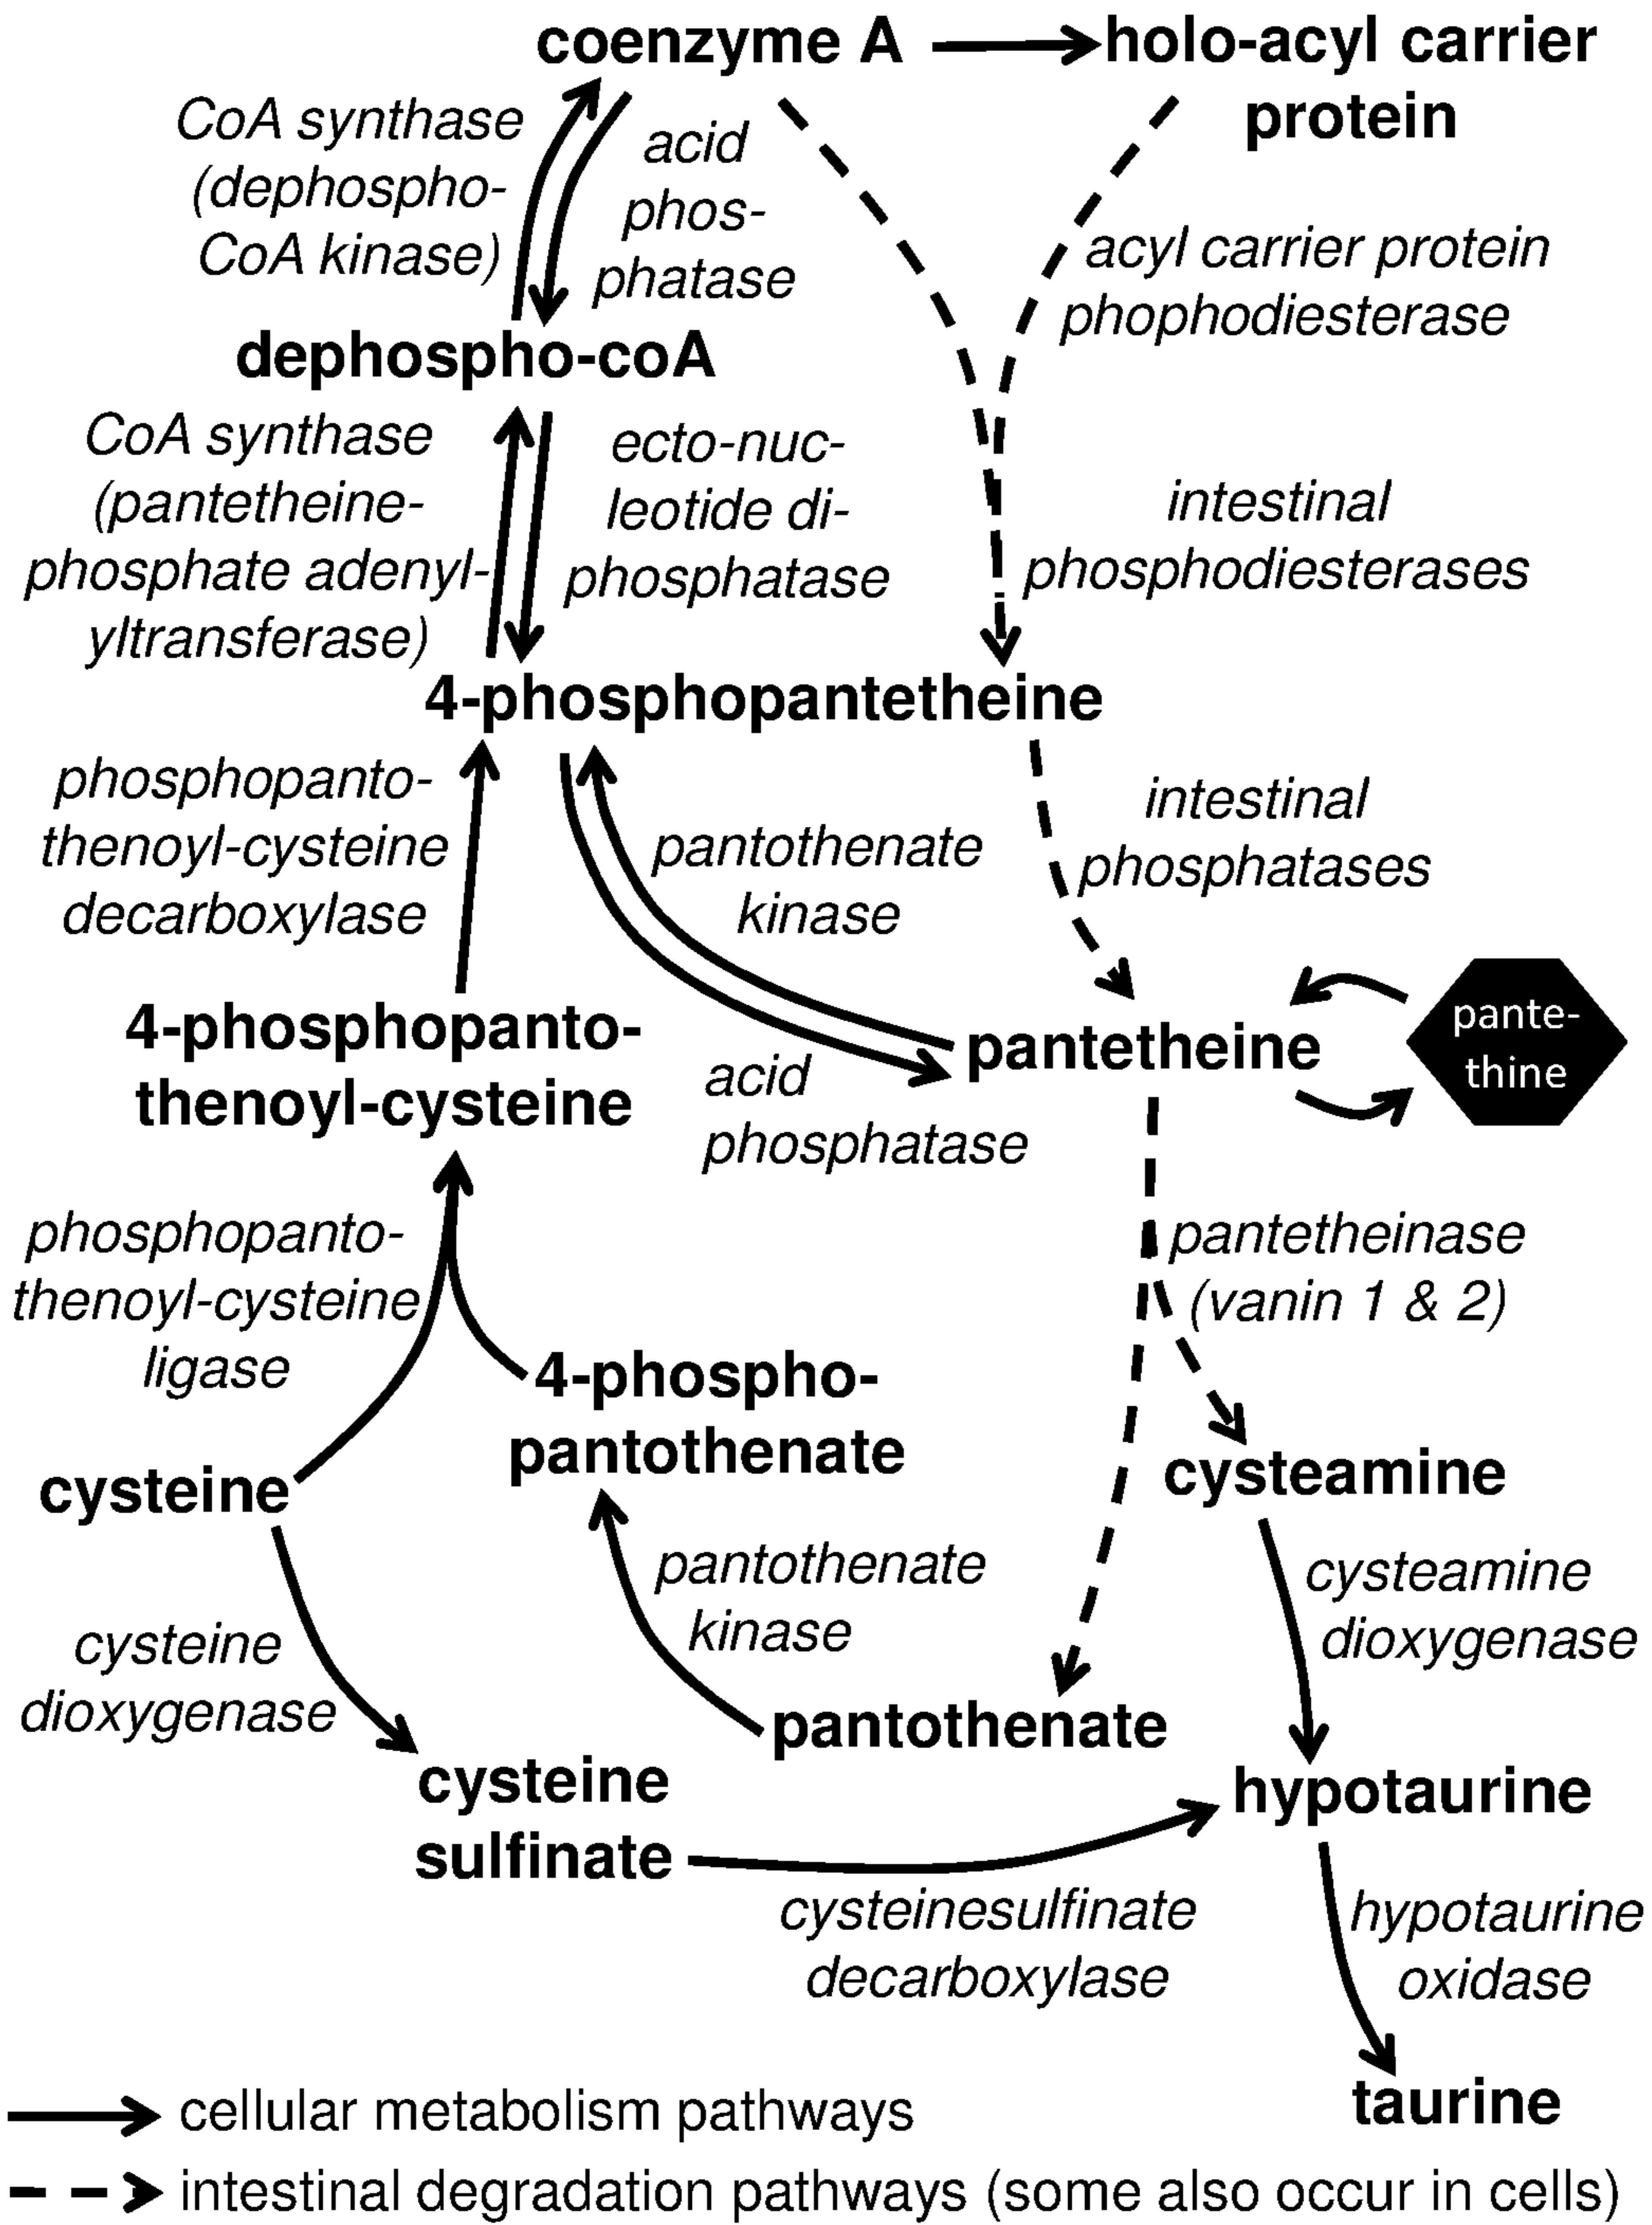 coenzyme A
holo-acyl carrier
protein
CoA synthase
(dephospho-
CoA kinase)
acid
phos-
phatase
acyl carrier protein
phophodiesterase
dephospho-coA
CoA synthase
(pantetheine-
phosphate adenyl-
yltransferase)
ecto-nuc-
leotide di-
phosphatase
intestinal
phosphodiesterases
4-phosphopantetheine
phosphopanto-
thenoyl-cysteine
decarboxylase
pantothenate
kinase
intestinal
phosphatases
4-phosphopanto-
thenoyl-cysteine
acid
phosphatase
pantetheine
pante-
thine
phosphopanto-
thenoyl-cysteine
ligase
pantetheinase
(vanin 1 & 2)
4-phospho-
pantothenate
cysteine
cysteamine
pantothenate
kinase
cysteamine
dioxygenase
cysteine
dioxygenase
pantothenate
cysteine
sulfinate
hypotaurine
cysteinesulfinate
decarboxylase
hypotaurine
oxidase
taurine
cellular metabolism pathways
intestinal degradation pathways (some also occur in cells)